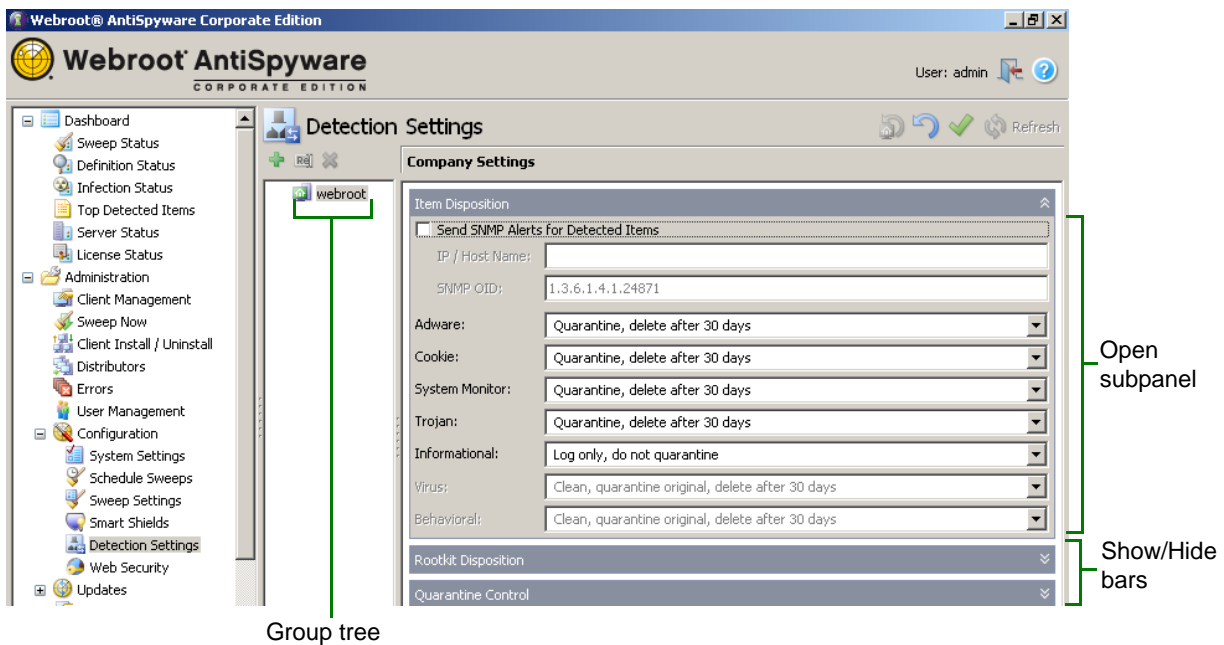 Webroot® AntiSpyware Corporate Edition
Webroot AntiSpyware
CORPORATE EDITION
User: admin
Dashboard
Sweep Status
Definition Status
Infection Status
Top Detected Items
Server Status
License Status
Administration
Client Management
Sweep Now
Client Install / Uninstall
Distributors
Errors
User Management
Configuration
System Settings
Schedule Sweeps
Sweep Settings
Smart Shields
Detection Settings
Web Security
Updates
Detection Settings
Refresh
webroot
Company Settings
Item Disposition
Send SNMP Alerts for Detected Items
IP / Host Name:
SNMP OID: 1.3.6.1.4.1.24871
Adware: Quarantine, delete after 30 days
Cookie: Quarantine, delete after 30 days
System Monitor: Quarantine, delete after 30 days
Trojan: Quarantine, delete after 30 days
Informational: Log only, do not quarantine
Virus: Clean, quarantine original, delete after 30 days
Behavioral: Clean, quarantine original, delete after 30 days
Rootkit Disposition
Quarantine Control
Open
subpanel
Show/Hide
bars
Group tree